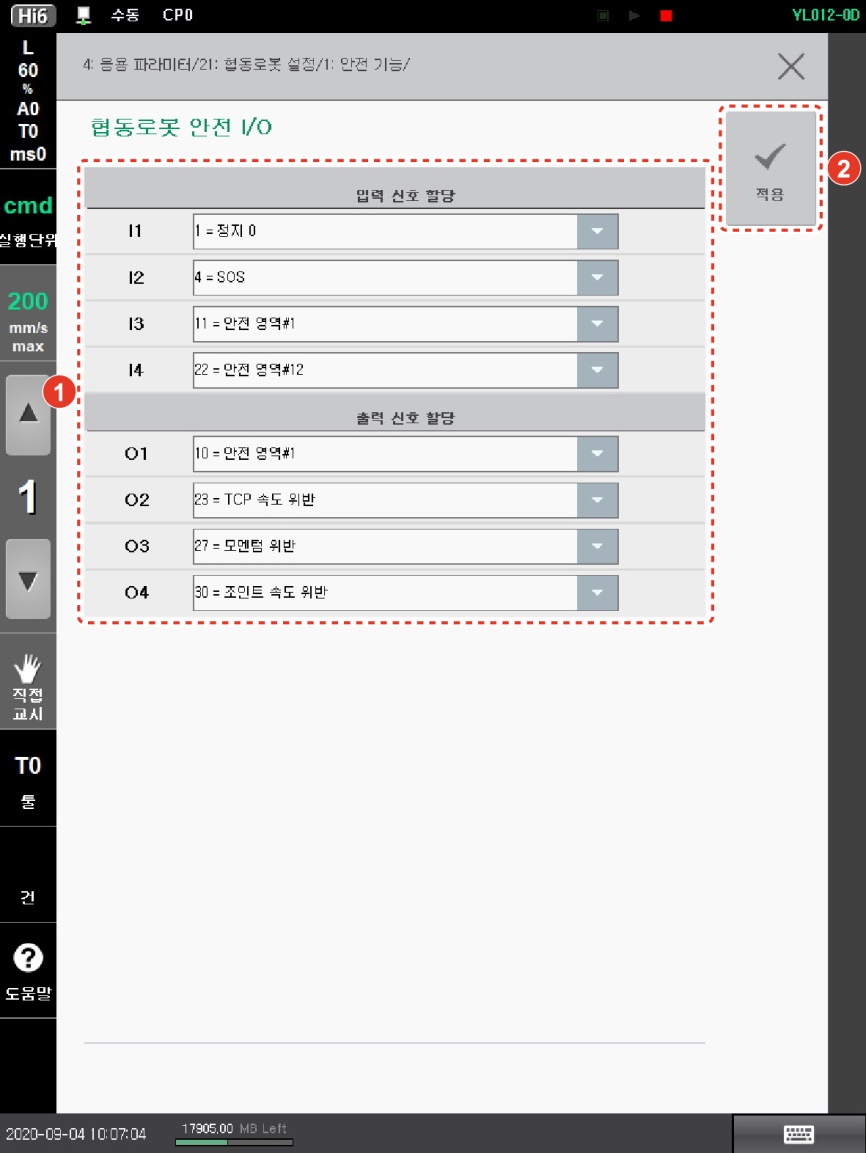 Hi6 수동 CP0 YL012-0D
L
60
%
A0
T0
ms0
cmd
실행단위
200
mm/s
max
1
직접
교시
T0
툴
건
도움말
4: 응용 파라미터/21: 협동로봇 설정/1: 안전 기능/
협동로봇 안전 I/O
적용
2
1
입력 신호 할당
I1 1 = 정지 0
I2 4 = SOS
I3 11 = 안전 영역#1
I4 22 = 안전 영역#12
출력 신호 할당
O1 10 = 안전 영역#1
O2 23 = TCP 속도 위반
O3 27 = 모멘텀 위반
O4 30 = 조인트 속도 위반
2020-09-04 10:07:04 17905.00 MB Left